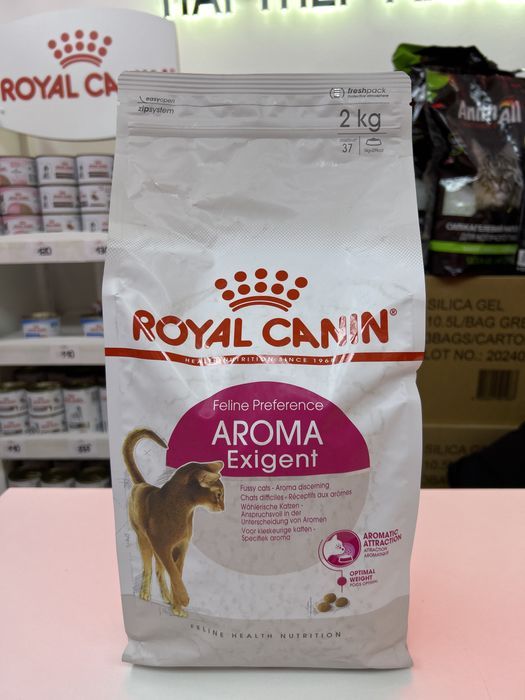 ROYAL CA
easyopen
zipsystem
freshpack
2 kg
37
ROYAL CANIN®
HEALTH NUTRITION SINCE 1968
Feline Preference
AROMA
Exigent
Fussy cats - Aroma discerning
Chats difficiles - Réceptifs aux arômes
Wählerische Katzen -
Anspruchsvoll in der
Unterscheidung von Aromen
Voor kieskeurige katten -
Specifiek aroma
AROMATIC
ATTRACTION
ATTRACTION
OPTIMAL
WEIGHT
FELINE HEALTH NUTRITION
SILICA GEL
10.5L/BAG